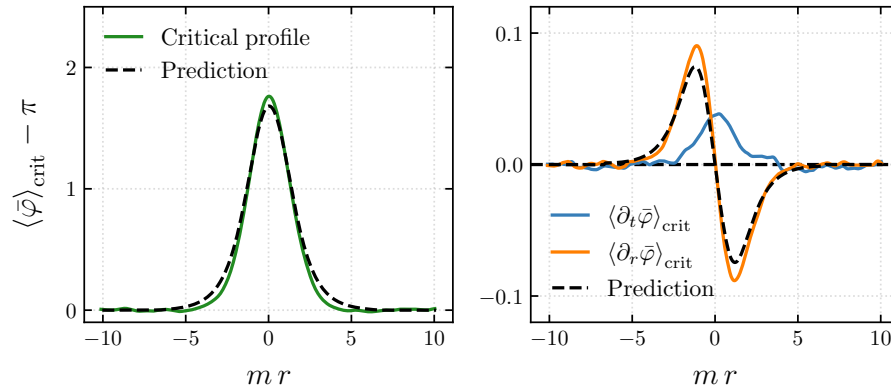 Critical profile
Prediction
2
1
0
⟨φ̄⟩crit − π
−10 −5 0 5 10
m r
0.1
0.0
−0.1
⟨∂tφ̄⟩crit
⟨∂rφ̄⟩crit
Prediction
−10 −5 0 5 10
m r